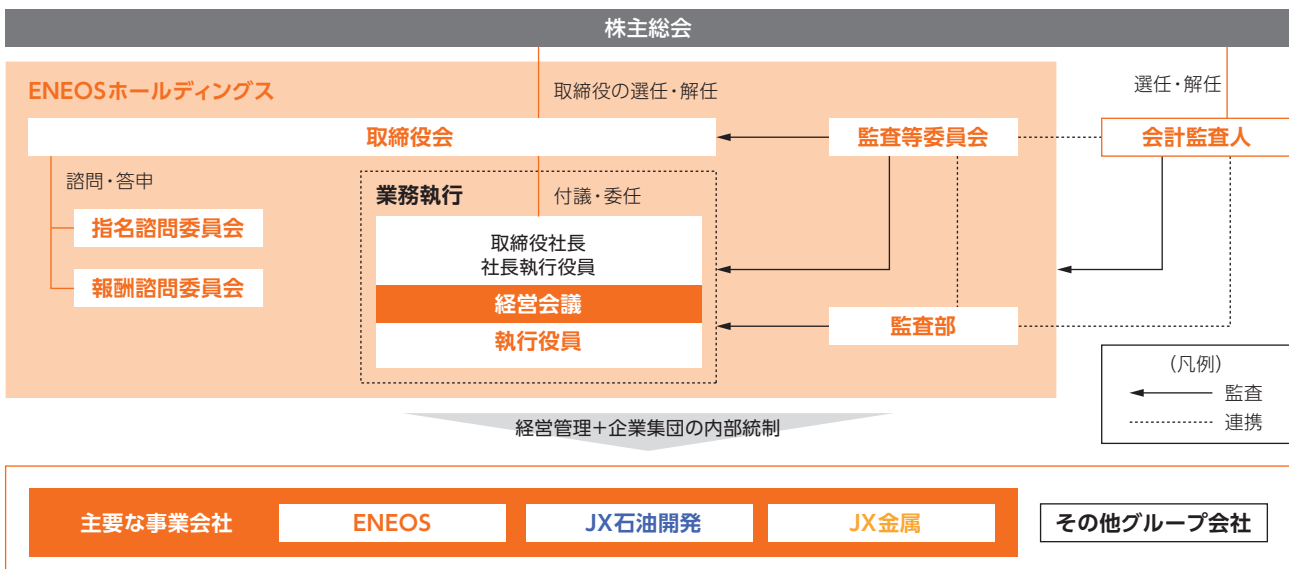 株主総会
ENEOSホールディングス
取締役の選任・解任
選任・解任
取締役会
監査等委員会
会計監査人
諮問・答申
指名諮問委員会
報酬諮問委員会
業務執行
付議・委任
取締役社長
社長執行役員
経営会議
執行役員
監査部
(凡例)
監査
連携
経営管理+企業集団の内部統制
主要な事業会社
ENEOS
JX石油開発
JX金属
その他グループ会社